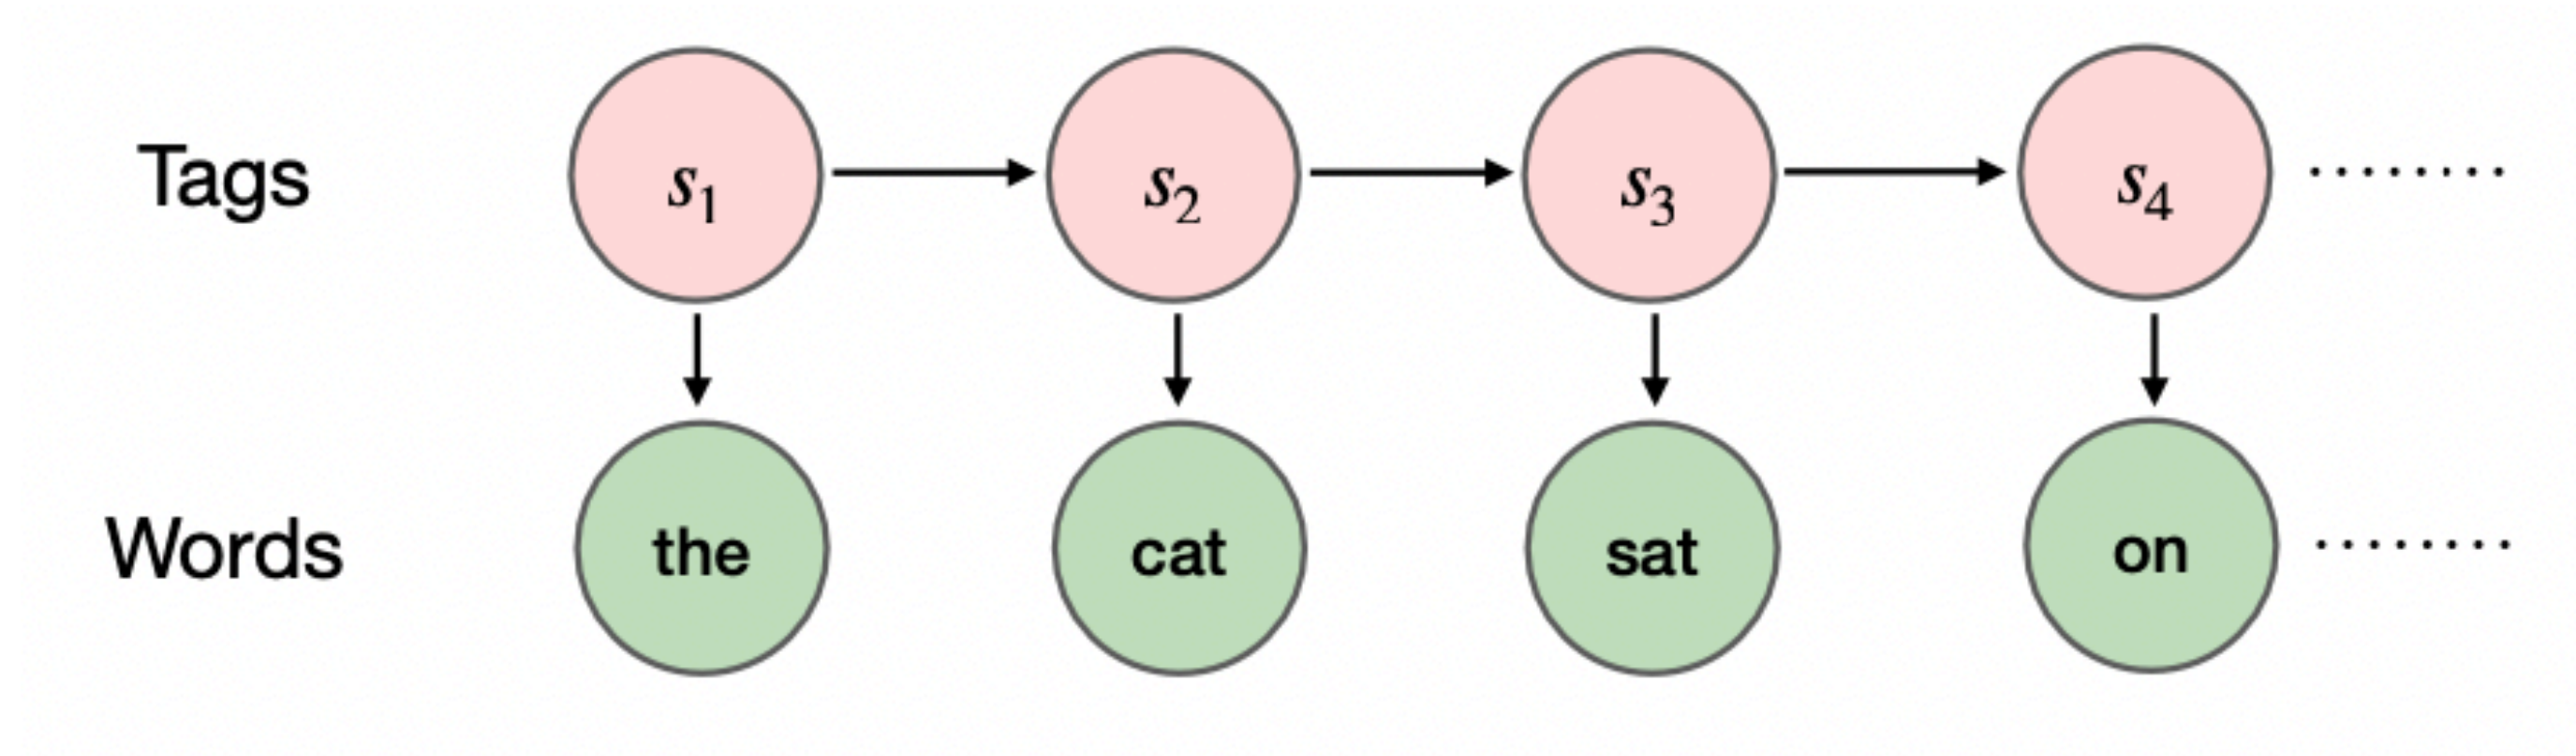 Tags s₁ s₂ s₃ s₄ ........
Words the cat sat on ........